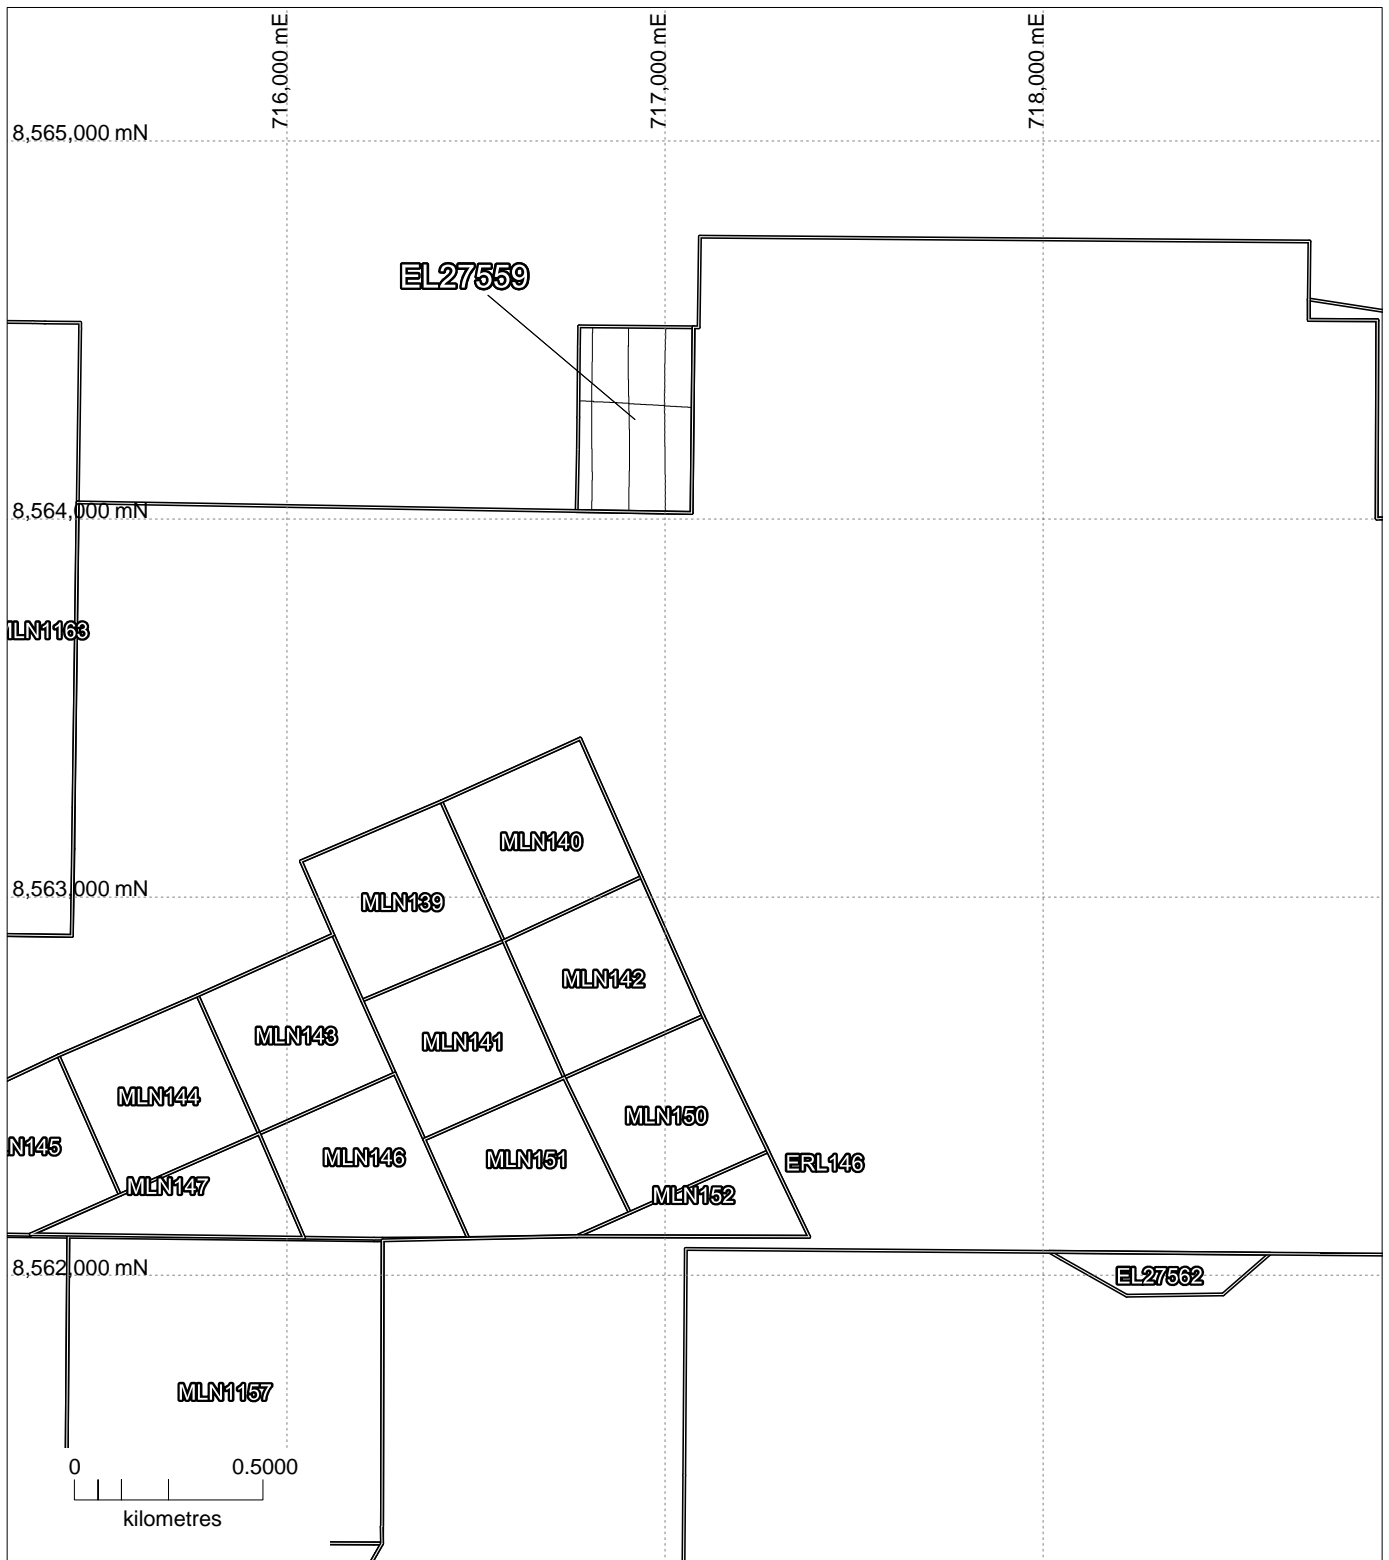 716,000 mE
717,000 mE
718,000 mE
8,565,000 mN
EL27559
8,564,000 mN
MLN1163
MLN140
8,563,000 mN
MLN139
MLN142
MLN143
MLN141
MLN144
MLN150
N145
MLN146
MLN151
ERL146
MLN147
MLN152
8,562,000 mN
EL27562
MLN1157
0 0.5000
kilometres